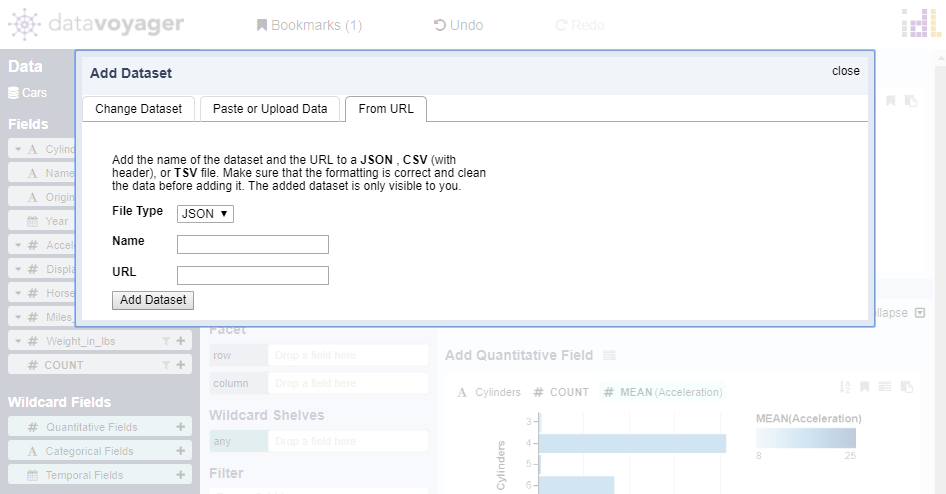 datavoyager
Bookmarks (1)
Undo
Redo
idl
Data
Cars
Fields
A Cylind
A Name
A Origin
Year
# Accele
# Displa
# Horse
# Miles_
# Weight_in_lbs
# COUNT
Wildcard Fields
# Quantitative Fields +
A Categorical Fields +
Temporal Fields +
Add Dataset
close
Change Dataset
Paste or Upload Data
From URL
Add the name of the dataset and the URL to a JSON , CSV (with
header), or TSV file. Make sure that the formatting is correct and clean
the data before adding it. The added dataset is only visible to you.
File Type JSON ▼
Name
URL
Add Dataset
Facet
row Drop a field here
column Drop a field here
Wildcard Shelves
any Drop a field here
Filter
llapse
Add Quantitative Field
A Cylinders # COUNT # MEAN (Acceleration)
Cylinders
3
4
5
6
MEAN(Acceleration)
8 25